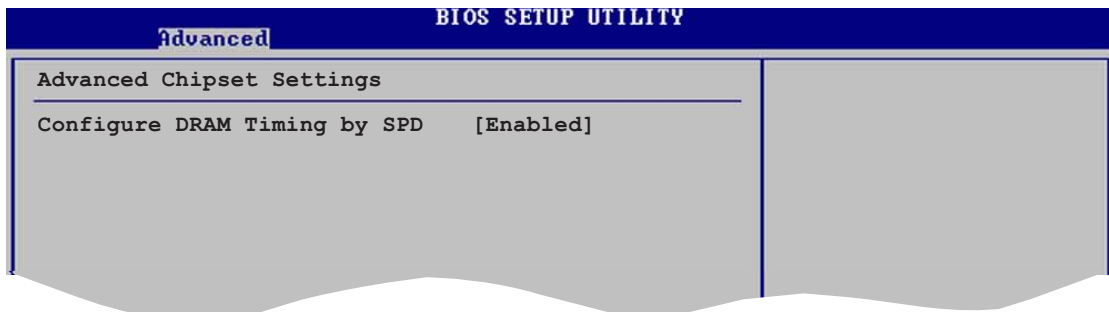 BIOS SETUP UTILITY
Advanced
Advanced Chipset Settings
Configure DRAM Timing by SPD [Enabled]